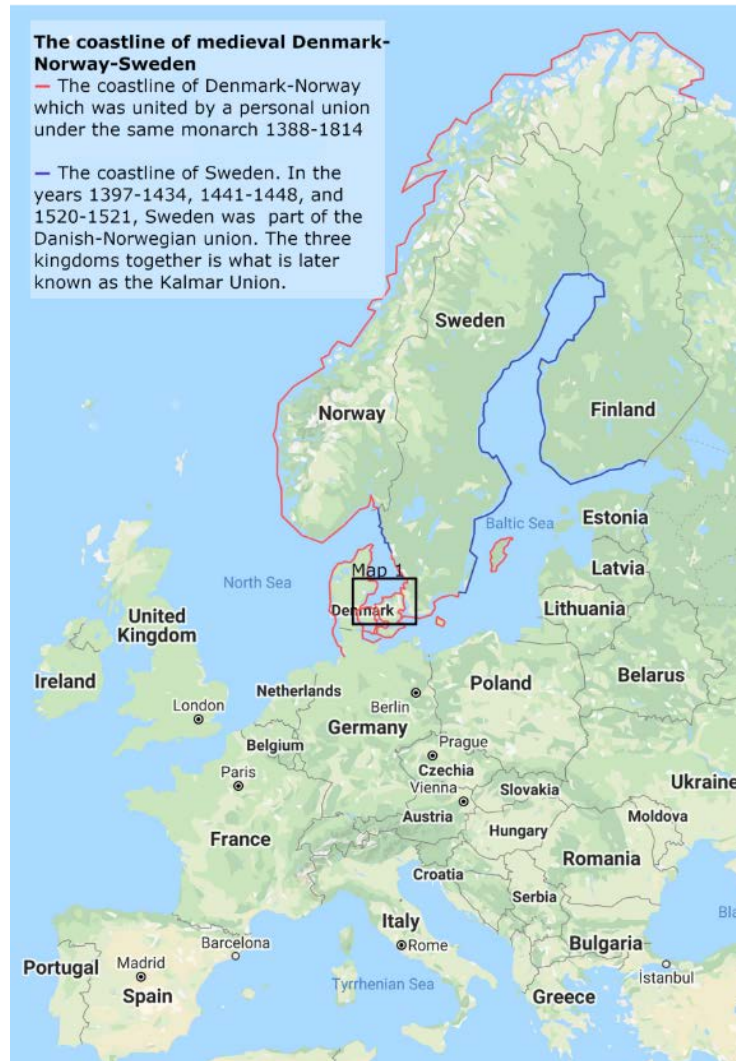 The coastline of medieval Denmark-
Norway-Sweden
— The coastline of Denmark-Norway
which was united by a personal union
under the same monarch 1388-1814
— The coastline of Sweden. In the
years 1397-1434, 1441-1448, and
1520-1521, Sweden was part of the
Danish-Norwegian union. The three
kingdoms together is what is later
known as the Kalmar Union.
Sweden
Norway
Finland
Baltic Sea
Estonia
Map 1
Latvia
North Sea
Denmark
Lithuania
United
Kingdom
Ireland
Belarus
Netherlands
Poland
London
Berlin
Germany
Belgium
Prague
Paris
Czechia
Ukraine
Vienna
Slovakia
Austria
Moldova
France
Hungary
Romania
Croatia
Serbia
Italy
Bla
Barcelona
Rome
Bulgaria
Portugal
Madrid
İstanbul
Tyrrhenian Sea
Spain
Greece